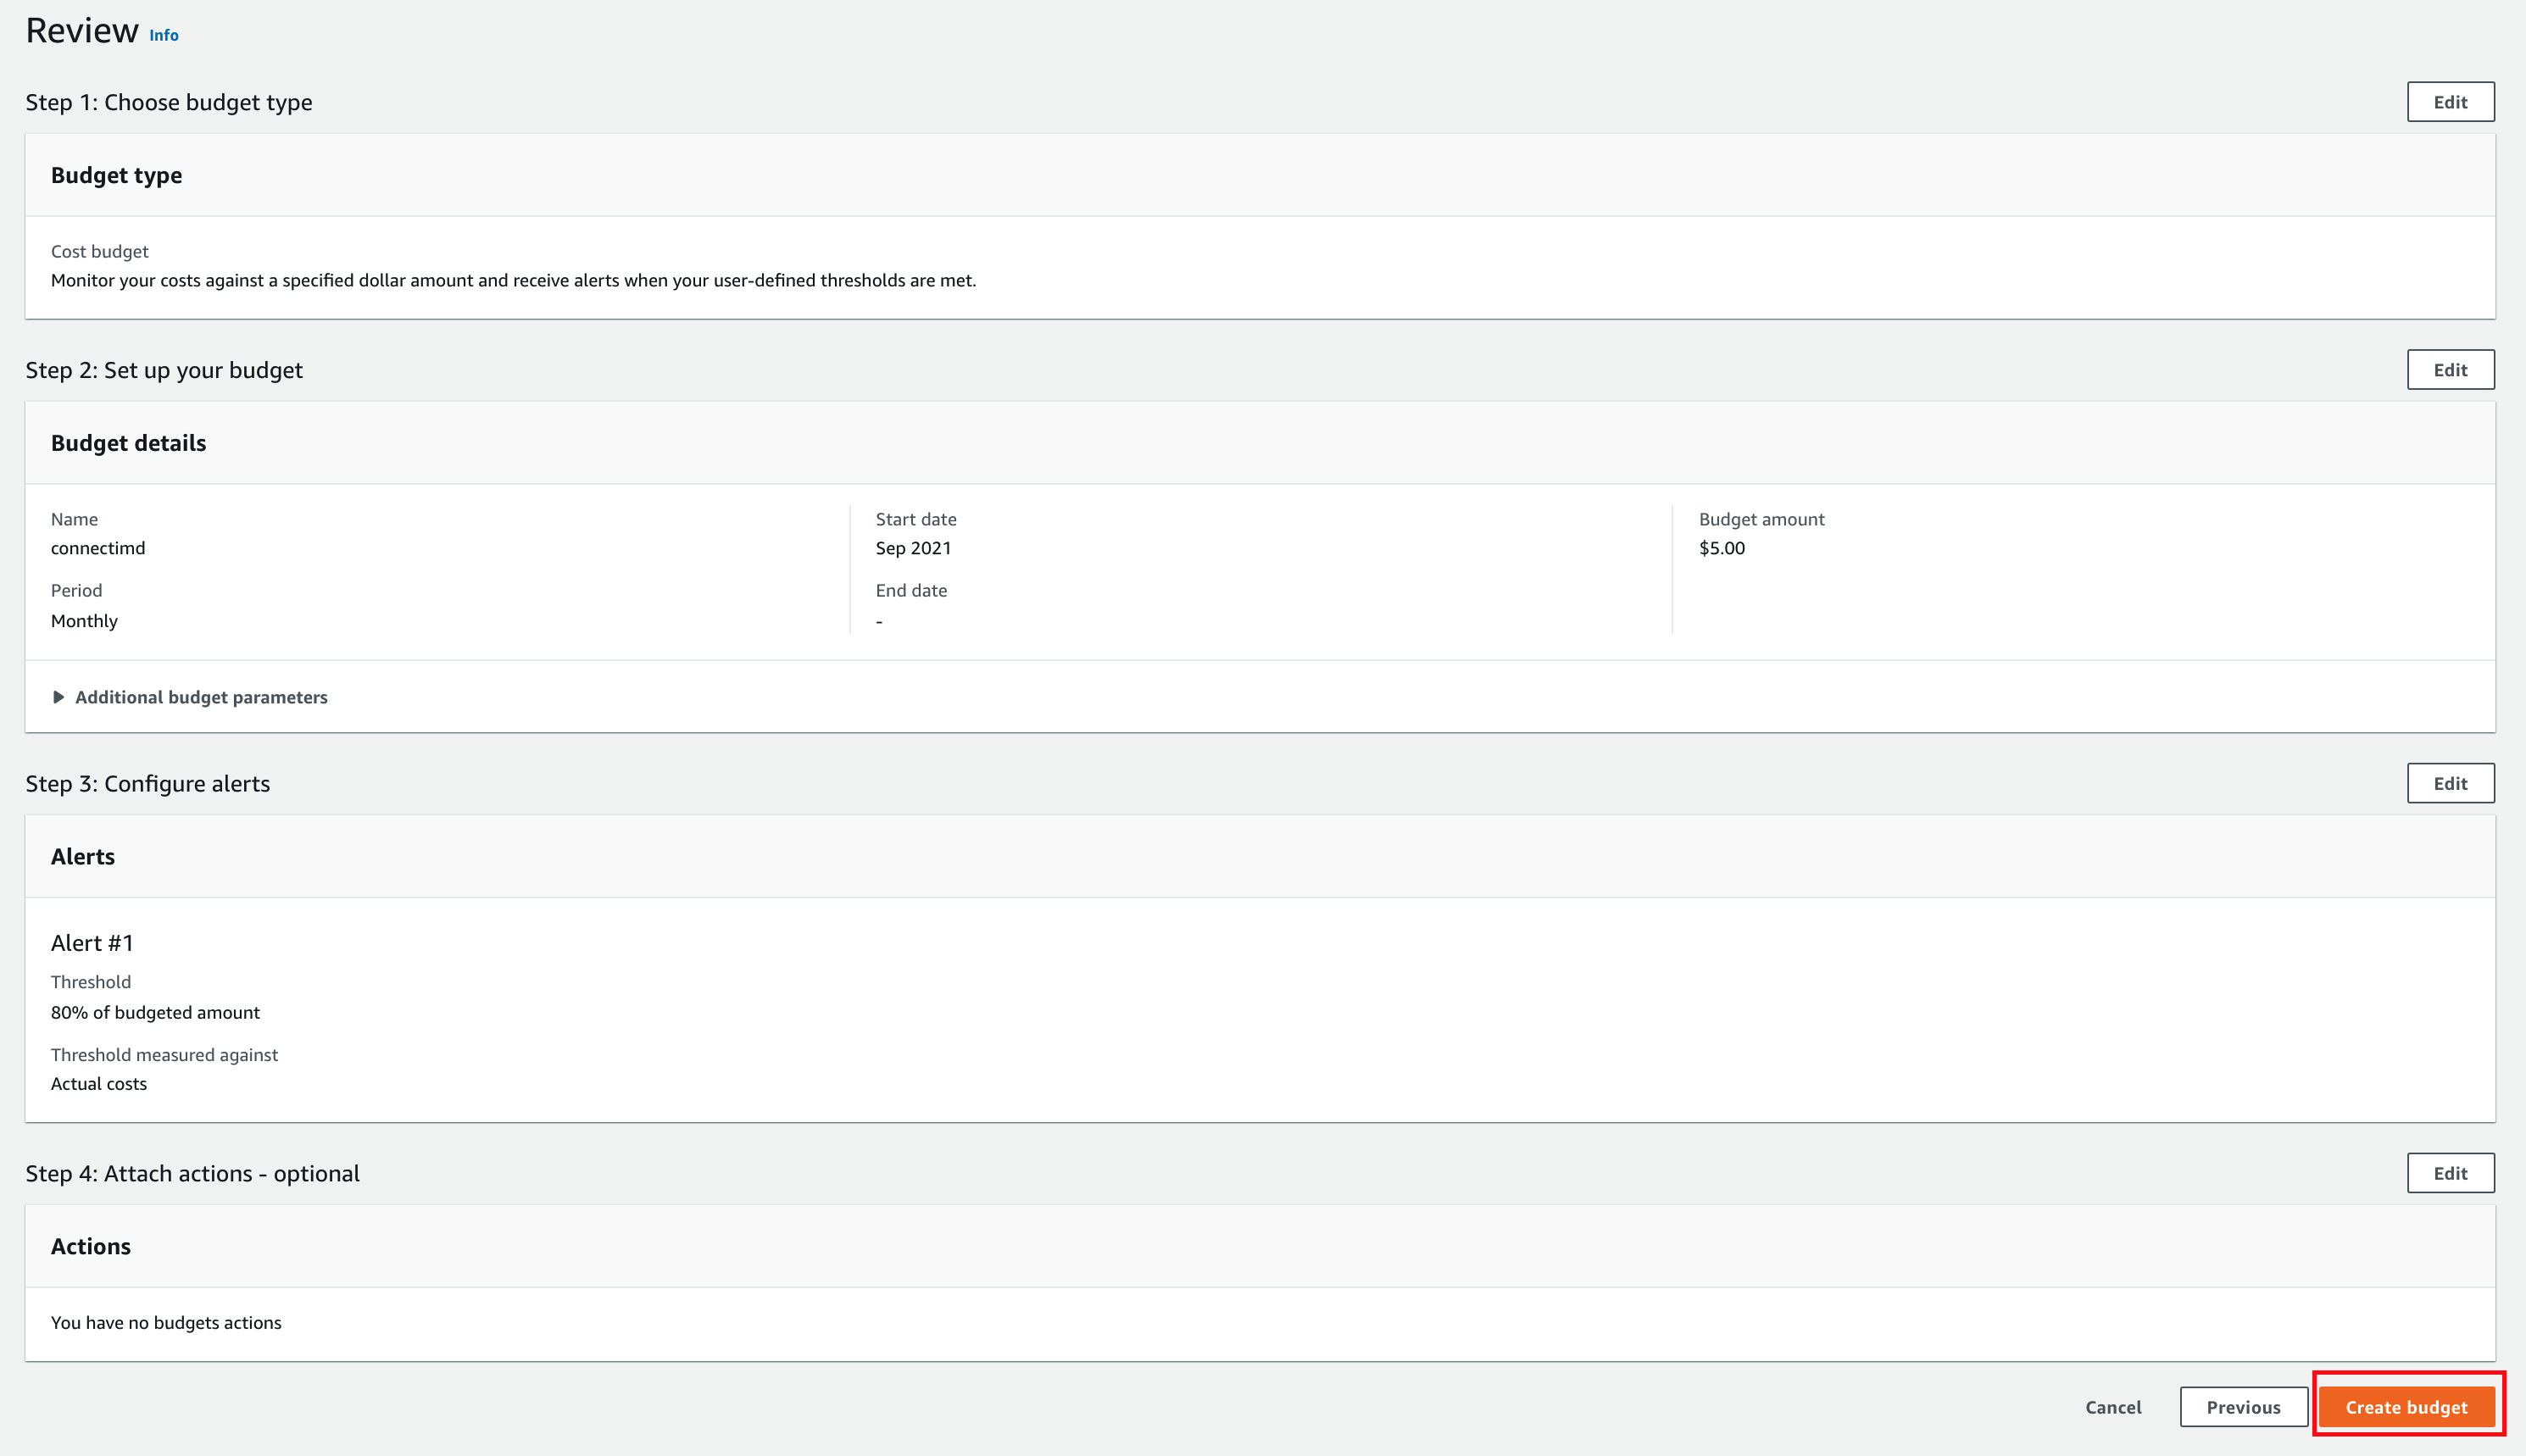 Review Info
Step 1: Choose budget type
Edit
Budget type
Cost budget
Monitor your costs against a specified dollar amount and receive alerts when your user-defined thresholds are met.
Step 2: Set up your budget
Edit
Budget details
Name
connectimd
Period
Monthly
Start date
Sep 2021
End date
-
Budget amount
$5.00
Additional budget parameters
Step 3: Configure alerts
Edit
Alerts
Alert #1
Threshold
80% of budgeted amount
Threshold measured against
Actual costs
Step 4: Attach actions - optional
Edit
Actions
You have no budgets actions
Cancel
Previous
Create budget